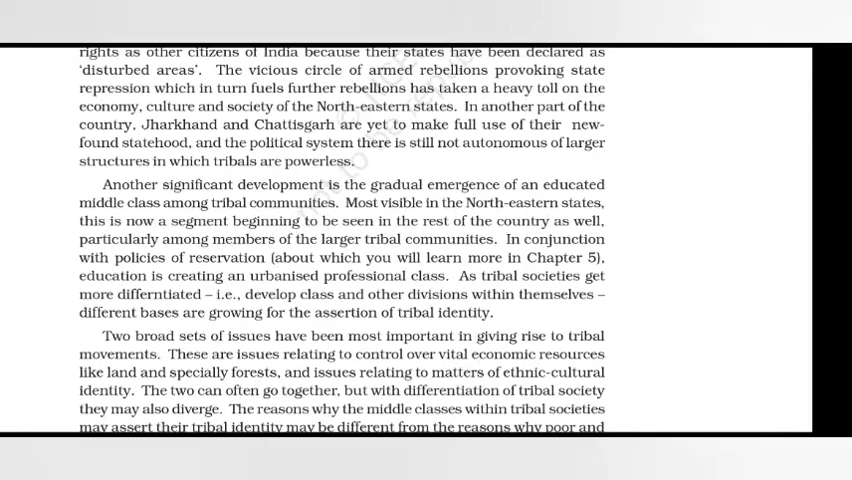 rights as other citizens of India because their states have been declared as
‘disturbed areas’. The vicious circle of armed rebellions provoking state
repression which in turn fuels further rebellions has taken a heavy toll on the
economy, culture and society of the North-eastern states. In another part of the
country, Jharkhand and Chattisgarh are yet to make full use of their new-
found statehood, and the political system there is still not autonomous of larger
structures in which tribals are powerless.
Another significant development is the gradual emergence of an educated
middle class among tribal communities. Most visible in the North-eastern states,
this is now a segment beginning to be seen in the rest of the country as well,
particularly among members of the larger tribal communities. In conjunction
with policies of reservation (about which you will learn more in Chapter 5),
education is creating an urbanised professional class. As tribal societies get
more differntiated – i.e., develop class and other divisions within themselves –
different bases are growing for the assertion of tribal identity.
Two broad sets of issues have been most important in giving rise to tribal
movements. These are issues relating to control over vital economic resources
like land and specially forests, and issues relating to matters of ethnic-cultural
identity. The two can often go together, but with differentiation of tribal society
they may also diverge. The reasons why the middle classes within tribal societies
may assert their tribal identity may be different from the reasons why poor and
not to be repu